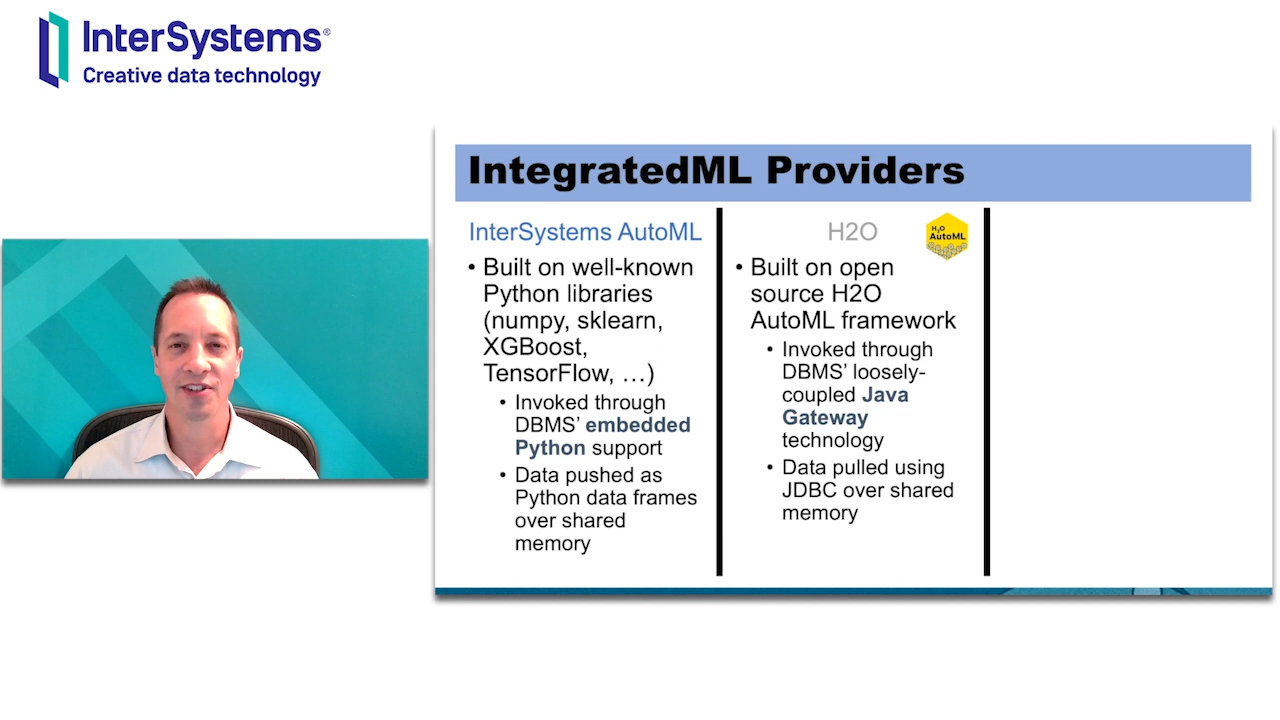 InterSystems®
Creative data technology
IntegratedML Providers
InterSystems AutoML
• Built on well-known
Python libraries
(numpy, sklearn,
XGBoost,
TensorFlow, …)
• Invoked through
DBMS’ embedded
Python support
• Data pushed as
Python data frames
over shared
memory
H2O
H2O
AutoML
• Built on open
source H2O
AutoML framework
• Invoked through
DBMS’ loosely-
coupled Java
Gateway
technology
• Data pulled using
JDBC over shared
memory